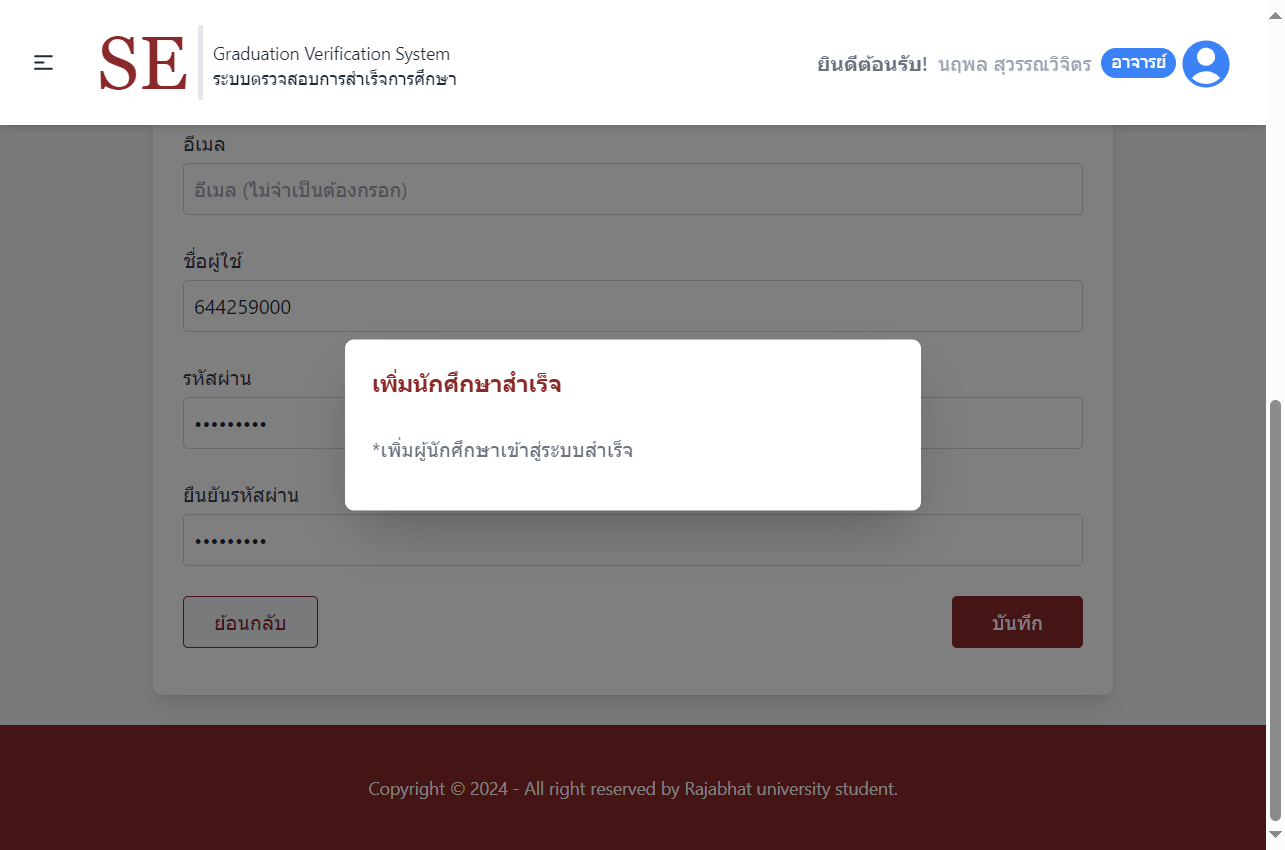 SE
Graduation Verification System
ระบบตรวจสอบการสำเร็จการศึกษา
ยินดีต้อนรับ! นฤพล สุวรรณวิจิตร อาจารย์
อีเมล
อีเมล (ไม่จำเป็นต้องกรอก)
ชื่อผู้ใช้
644259000
รหัสผ่าน
•••••••••
เพิ่มนักศึกษาสำเร็จ
*เพิ่มผู้นักศึกษาเข้าสู่ระบบสำเร็จ
ยืนยันรหัสผ่าน
•••••••••
ย้อนกลับ
บันทึก
Copyright © 2024 - All right reserved by Rajabhat university student.